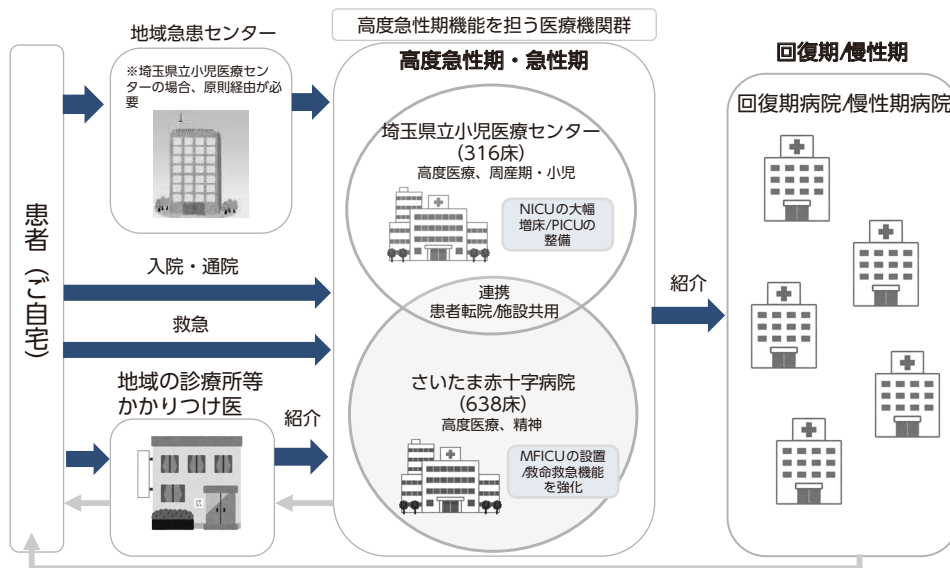 高度急性期機能を担う医療機関群
地域急患センター
※埼玉県立小児医療セン
ターの場合、原則経由が必
要
患者（ご自宅）
入院・通院
救急
地域の診療所等
かかりつけ医
紹介
高度急性期・急性期
埼玉県立小児医療センター
(316床)
高度医療、周産期・小児
NICUの大幅
増床/PICUの
整備
連携
患者転院/施設共用
さいたま赤十字病院
(638床)
高度医療、精神
MFICUの設置
/救命救急機能
を強化
紹介
回復期/慢性期
回復期病院/慢性期病院